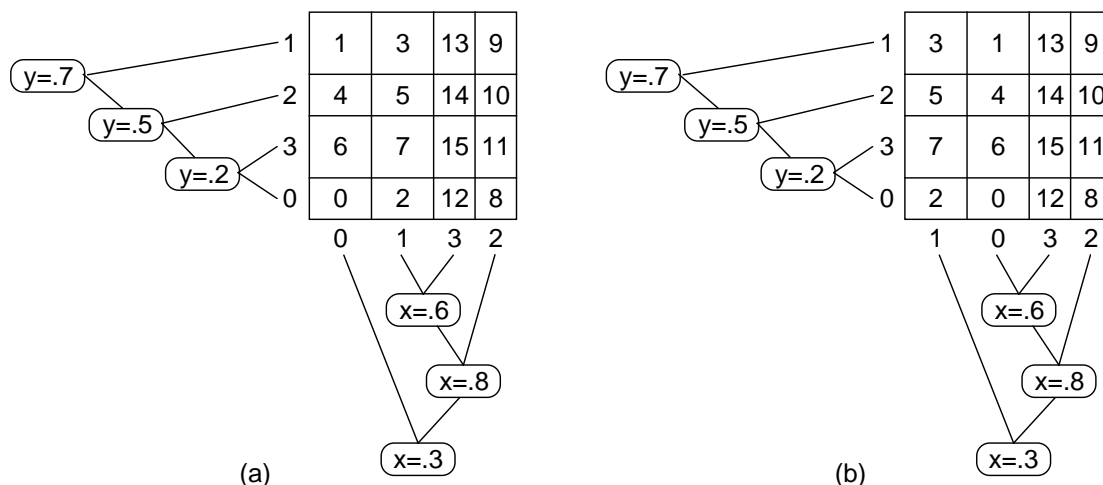 1 1 3 13 9
y=.7
2 4 5 14 10
y=.5
3 6 7 15 11
y=.2
0 0 2 12 8
0 1 3 2
x=.6
x=.8
x=.3
(a)
1 3 1 13 9
y=.7
2 5 4 14 10
y=.5
3 7 6 15 11
y=.2
0 2 0 12 8
1 0 3 2
x=.6
x=.8
x=.3
(b)